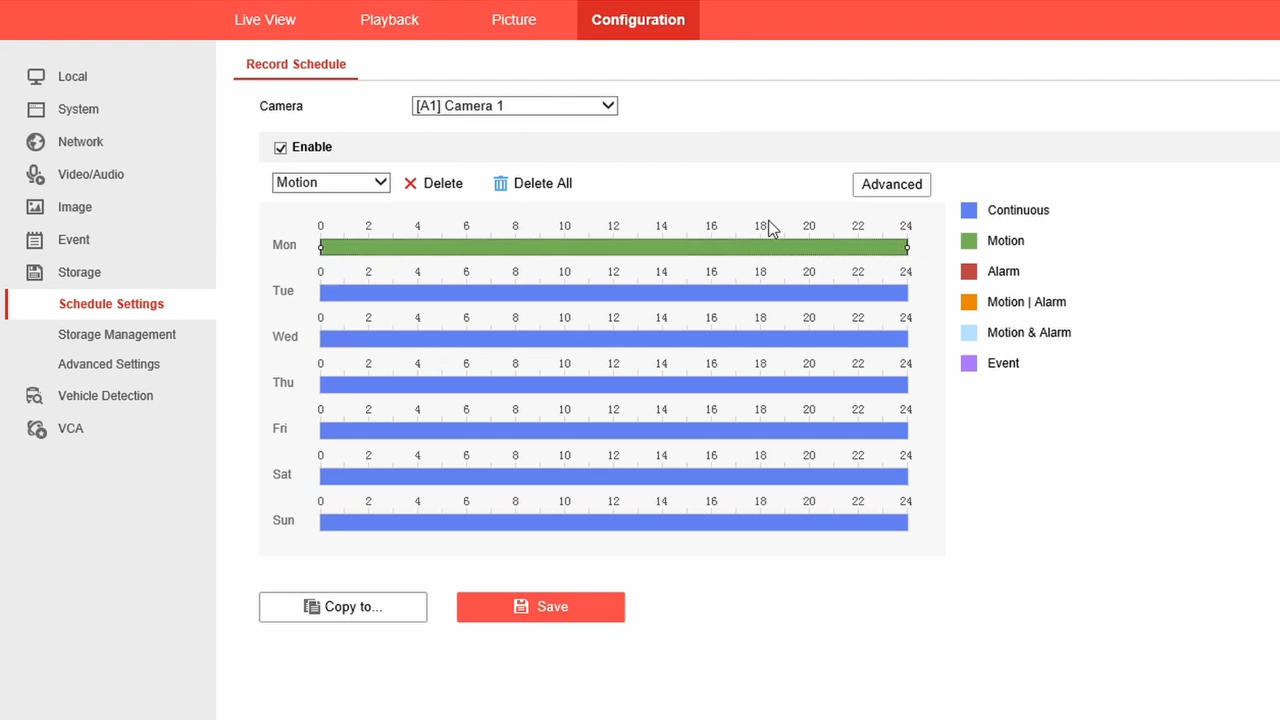 Live View Playback Picture Configuration
Local
System
Network
Video/Audio
Image
Event
Storage
Schedule Settings
Storage Management
Advanced Settings
Vehicle Detection
VCA
Record Schedule
Camera [A1] Camera 1
Enable
Motion Delete Delete All Advanced
0 2 4 6 8 10 12 14 16 18 20 22 24
Mon
0 2 4 6 8 10 12 14 16 18 20 22 24
Tue
0 2 4 6 8 10 12 14 16 18 20 22 24
Wed
0 2 4 6 8 10 12 14 16 18 20 22 24
Thu
0 2 4 6 8 10 12 14 16 18 20 22 24
Fri
0 2 4 6 8 10 12 14 16 18 20 22 24
Sat
0 2 4 6 8 10 12 14 16 18 20 22 24
Sun
Continuous
Motion
Alarm
Motion | Alarm
Motion & Alarm
Event
Copy to... Save